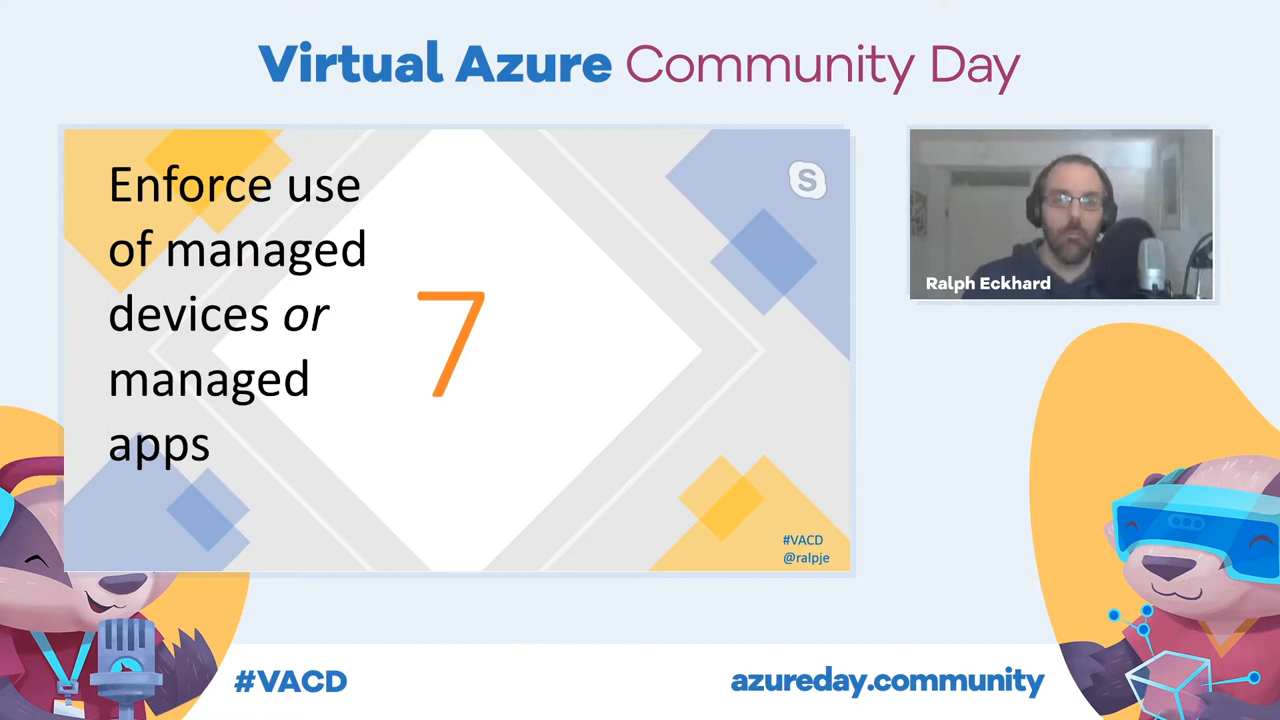 Virtual Azure Community Day
Enforce use
of managed
devices or
managed
apps
7
S
#VACD
@ralpje
Ralph Eckhard
#VACD
azureday.community